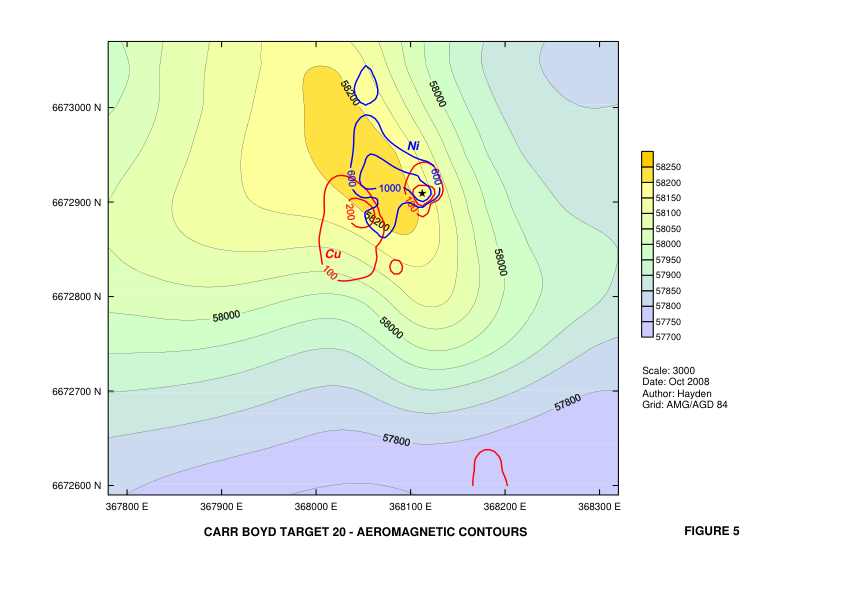 58200
58000
6673000 N
Ni
600
600
1000
6672900 N
100
200
58200
Cu
100
58000
6672800 N
58000
58000
6672700 N
57800
57800
6672600 N
367800 E
367900 E
368000 E
368100 E
368200 E
368300 E
58250
58200
58150
58100
58050
58000
57950
57900
57850
57800
57750
57700
Scale: 3000
Date: Oct 2008
Author: Hayden
Grid: AMG/AGD 84
CARR BOYD TARGET 20 - AEROMAGNETIC CONTOURS
FIGURE 5